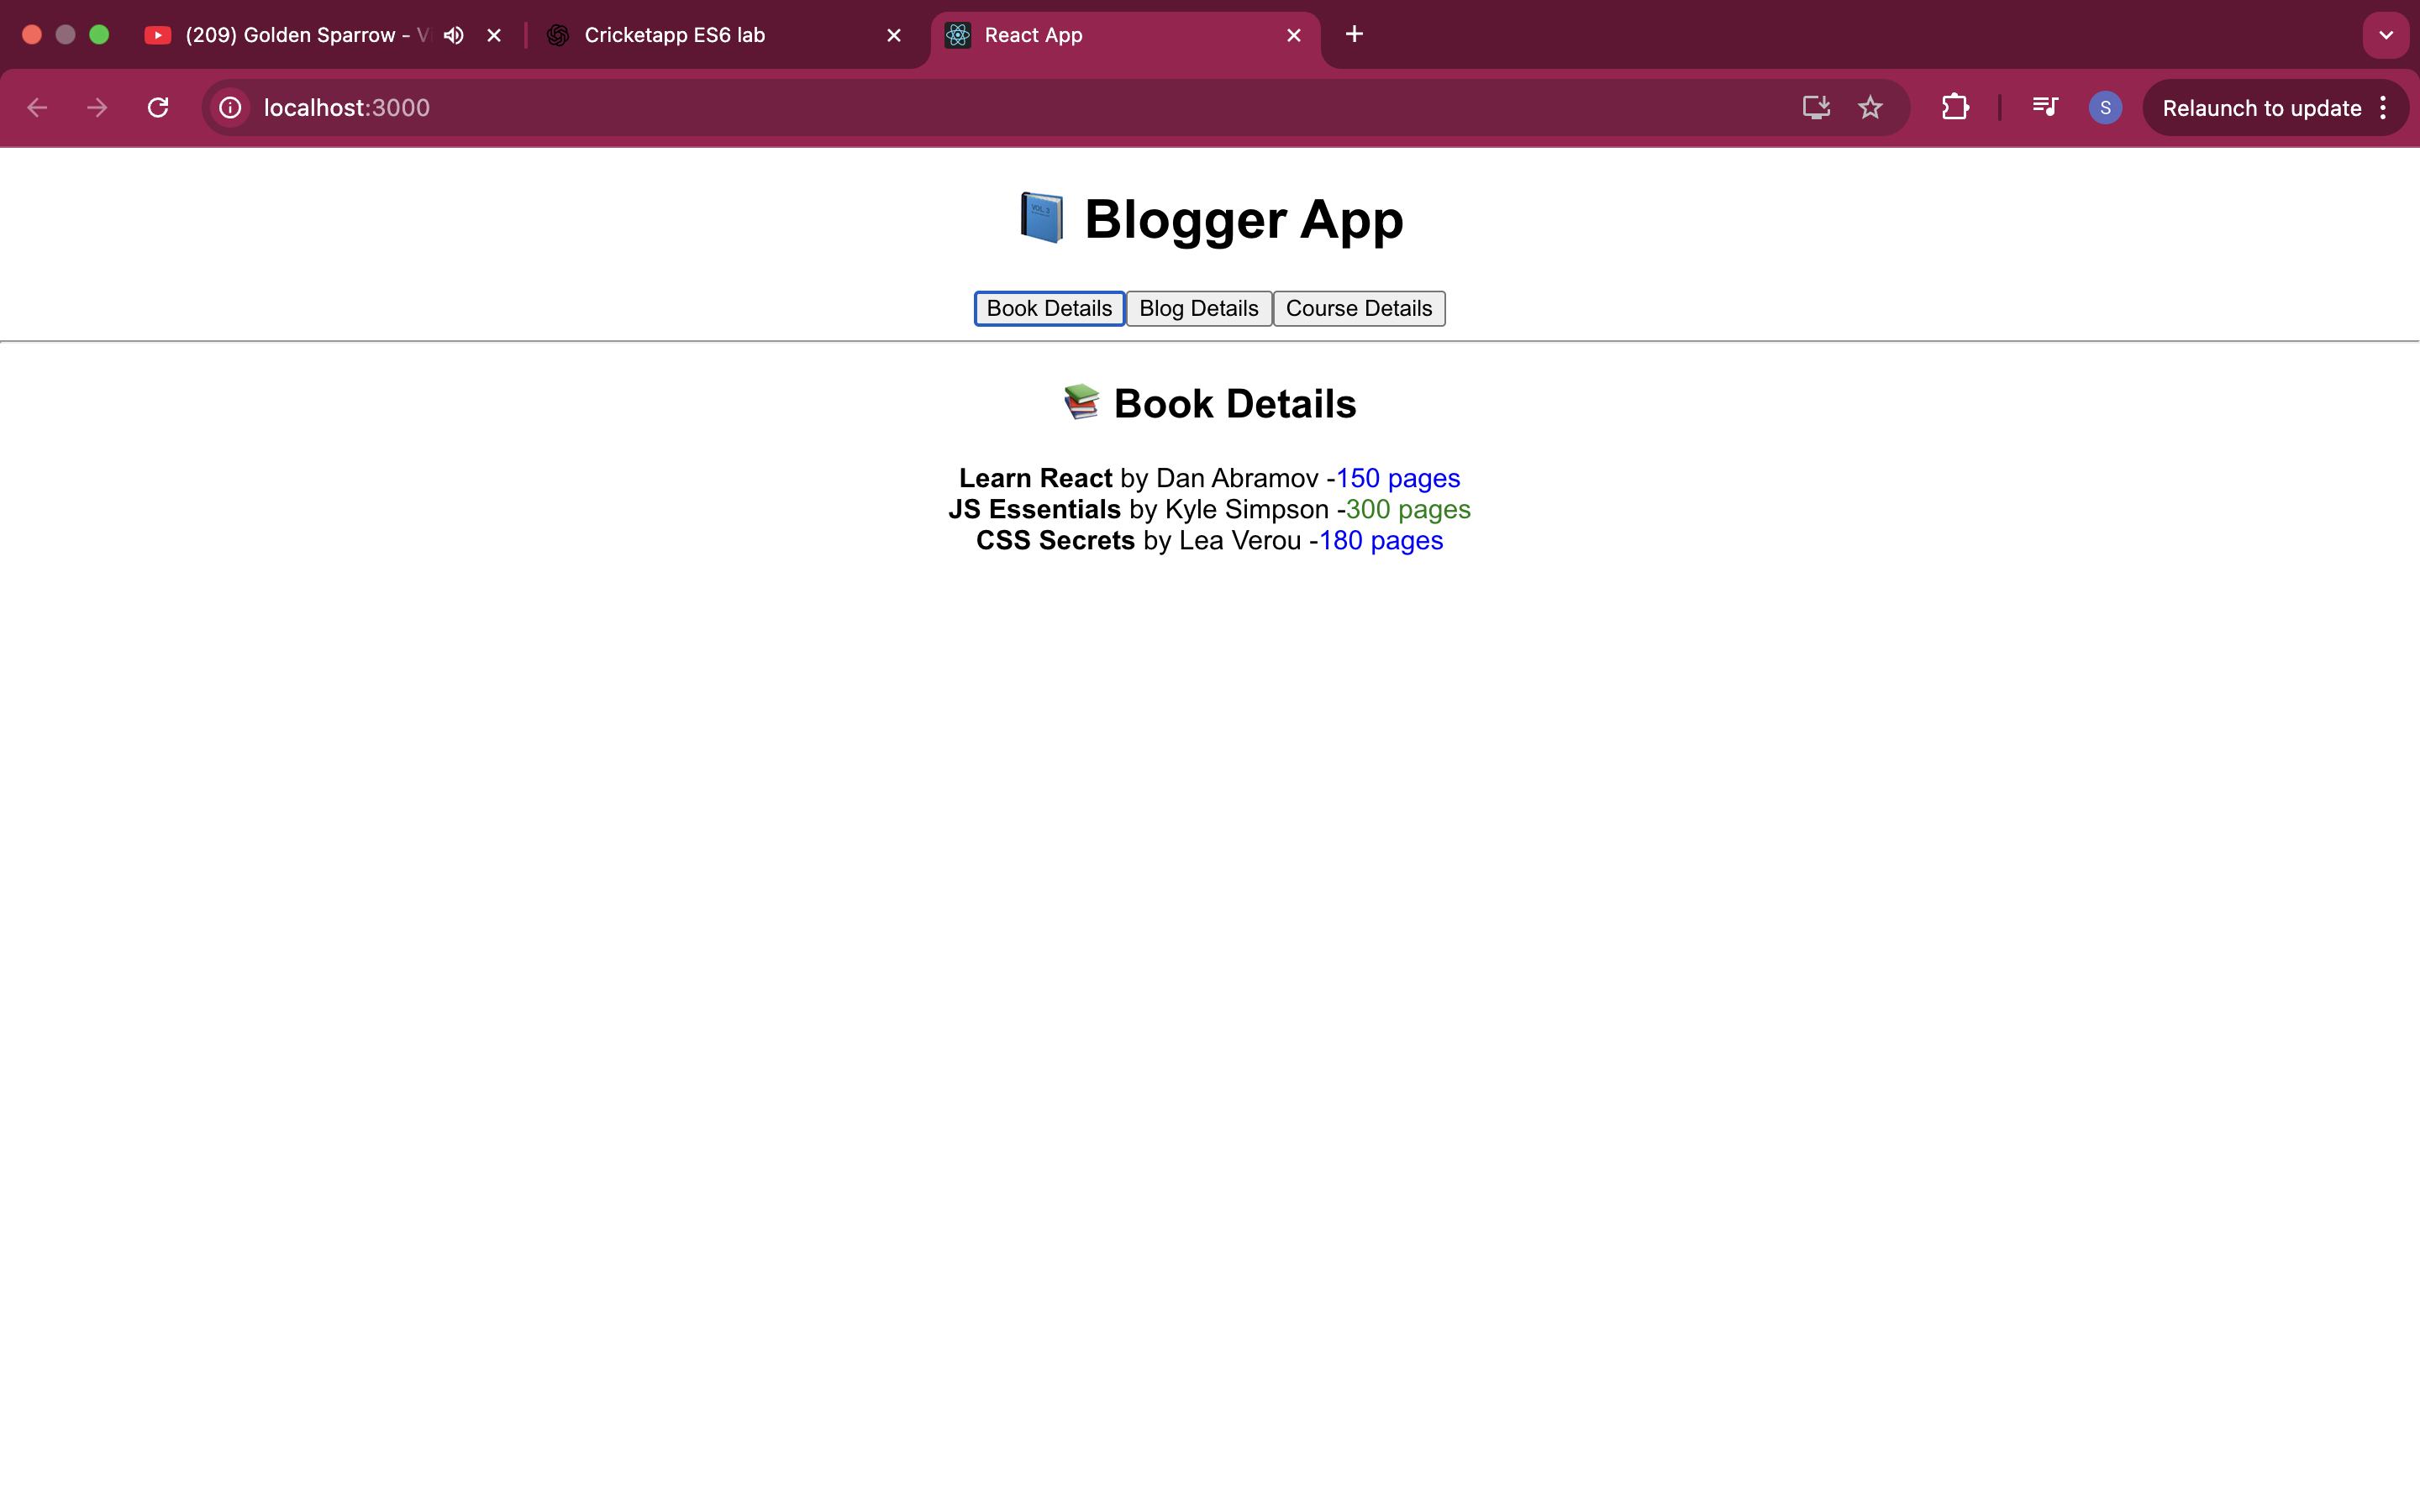 (209) Golden Sparrow - V
Cricketapp ES6 lab
React App
localhost:3000
S
Relaunch to update
VOL. 3
Blogger App
Book Details
Blog Details
Course Details
Book Details
Learn React by Dan Abramov -150 pages
JS Essentials by Kyle Simpson -300 pages
CSS Secrets by Lea Verou -180 pages